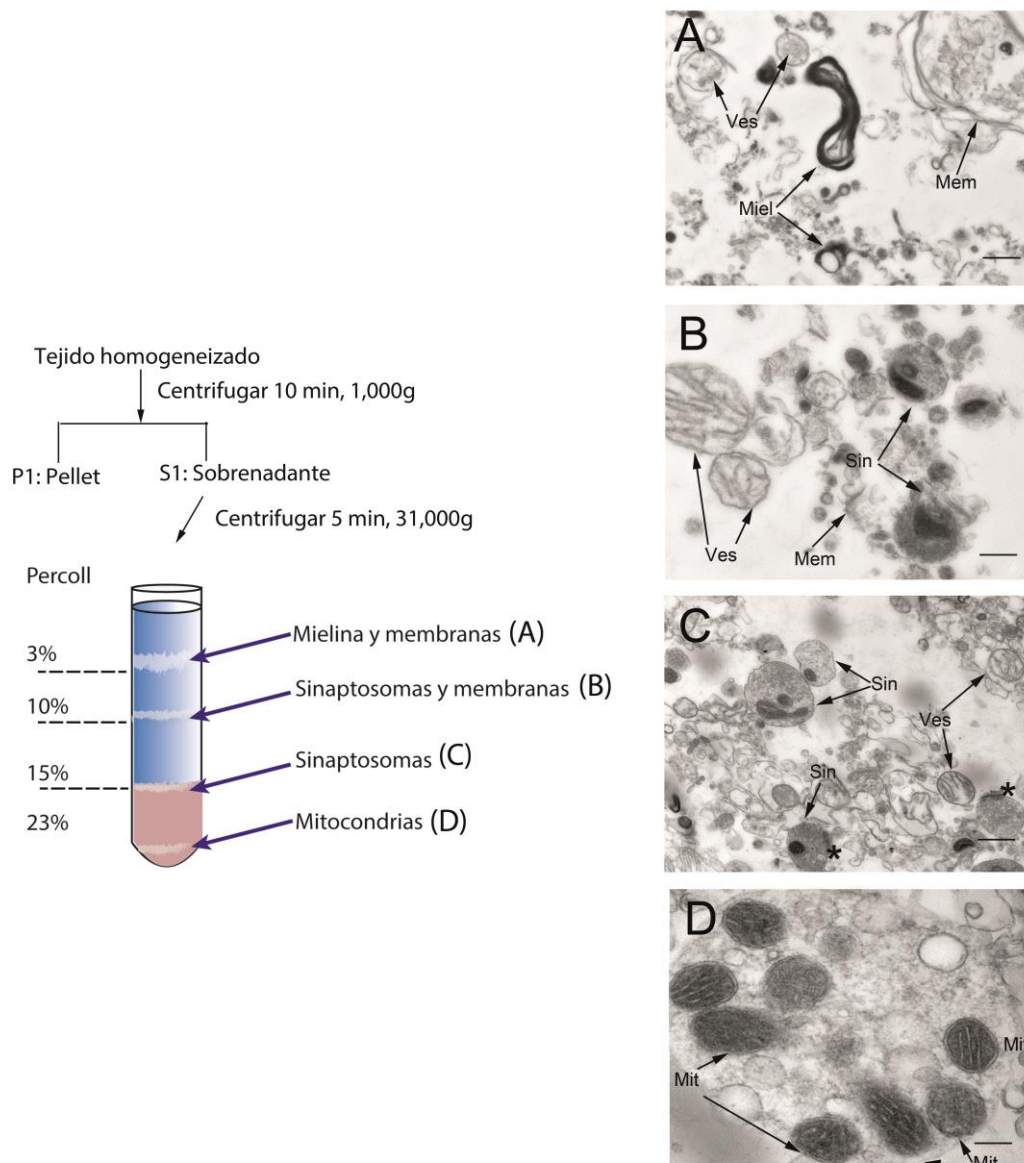 Tejido homogeneizado
Centrifugar 10 min, 1,000g
P1: Pellet
S1: Sobrenadante
Centrifugar 5 min, 31,000g
Percoll
3%
10%
15%
23%
Mielina y membranas (A)
Sinaptosomas y membranas (B)
Sinaptosomas (C)
Mitocondrias (D)
A
Ves
Miel
Mem
B
Sin
Ves
Mem
C
Sin
Ves
Sin
*
*
D
Mit
Mit